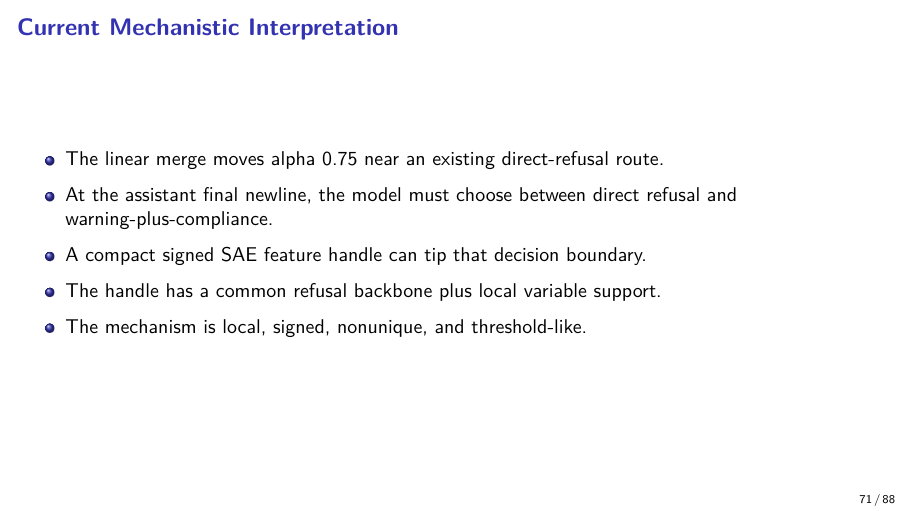 Current Mechanistic Interpretation
The linear merge moves alpha 0.75 near an existing direct-refusal route.
At the assistant final newline, the model must choose between direct refusal and
warning-plus-compliance.
A compact signed SAE feature handle can tip that decision boundary.
The handle has a common refusal backbone plus local variable support.
The mechanism is local, signed, nonunique, and threshold-like.
71 / 88